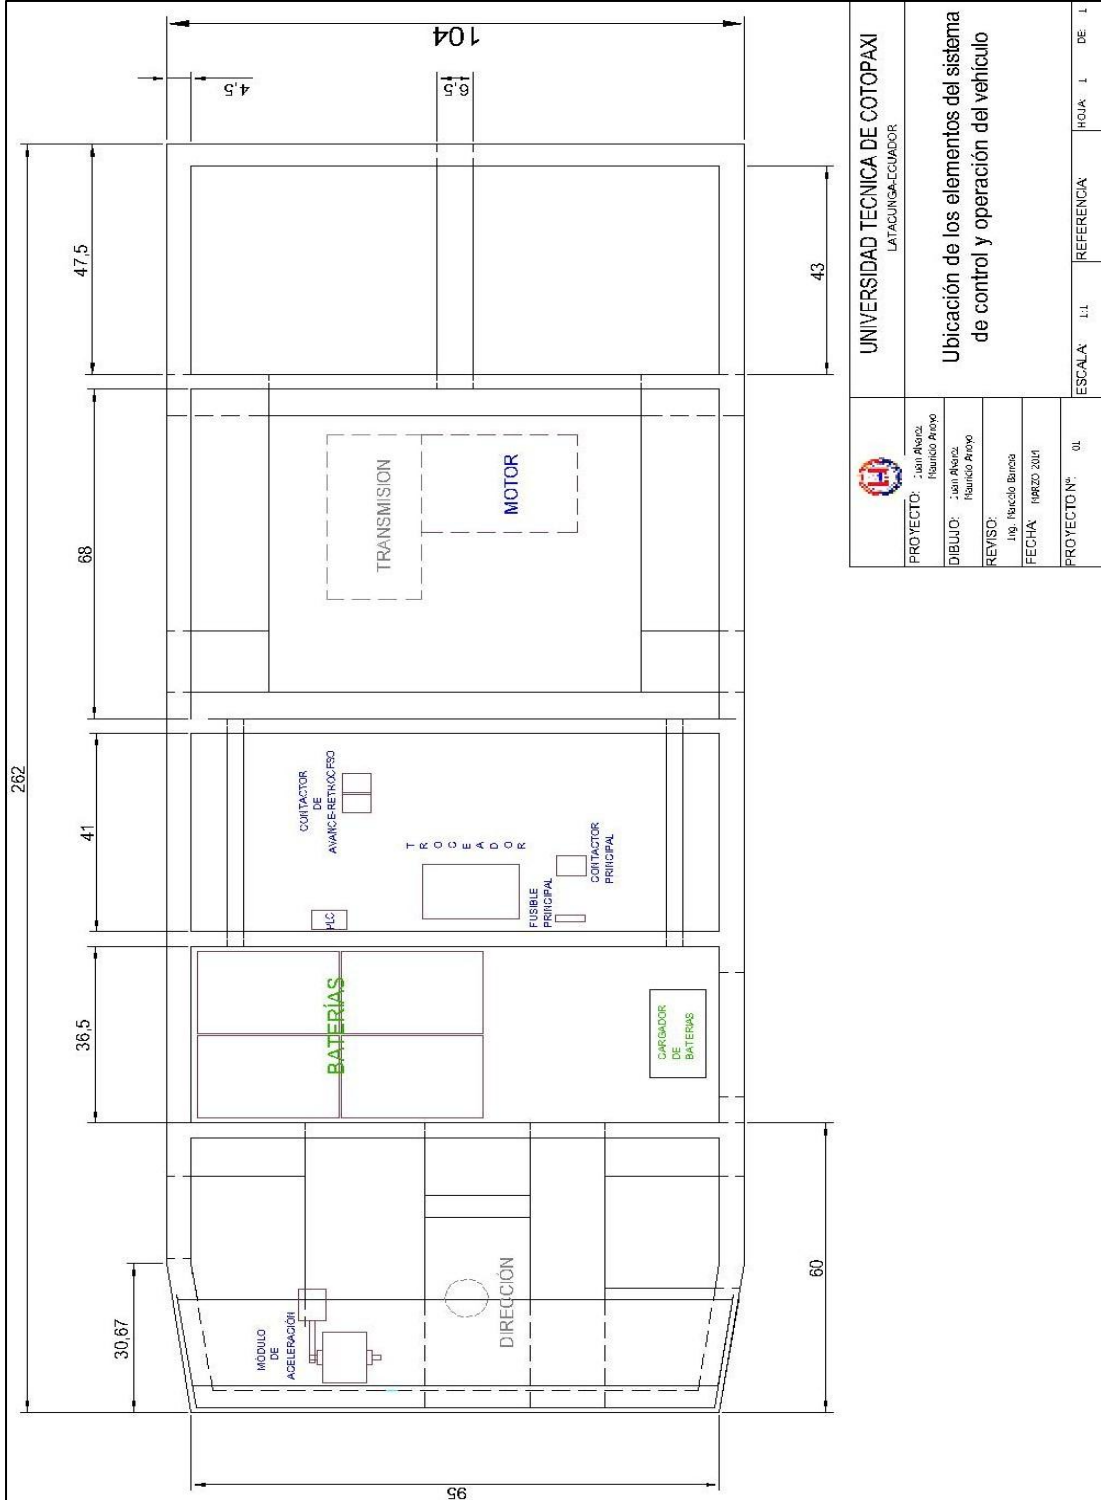 104
4,5
6,5
262
47,5
43
68
TRANSMISION
MOTOR
41
CONTACTOR
DE
AVANCE-RETROCESO
TROCEADOR
PLC
FUSIBLE
PRINCIPAL
CONTACTOR
PRINCIPAL
36,5
BATERÍAS
CARGADOR
DE
BATERIAS
30,67
MÓDULO
DE
ACELERACIÓN
DIRECCIÓN
60
95
UNIVERSIDAD TECNICA DE COTOPAXI
LATACUNGA-ECUADOR
Ubicación de los elementos del sistema
de control y operación del vehículo
PROYECTO: Juan Alvarez
Mauricio Arroyo
DIBUJO: Juan Alvarez
Mauricio Arroyo
REVISO:
Ing. Marcelo Barrera
FECHA: MARZO 2014
PROYECTO Nº: 01
ESCALA: 1:1
REFERENCIA:
HOJA: 1 DE: 1